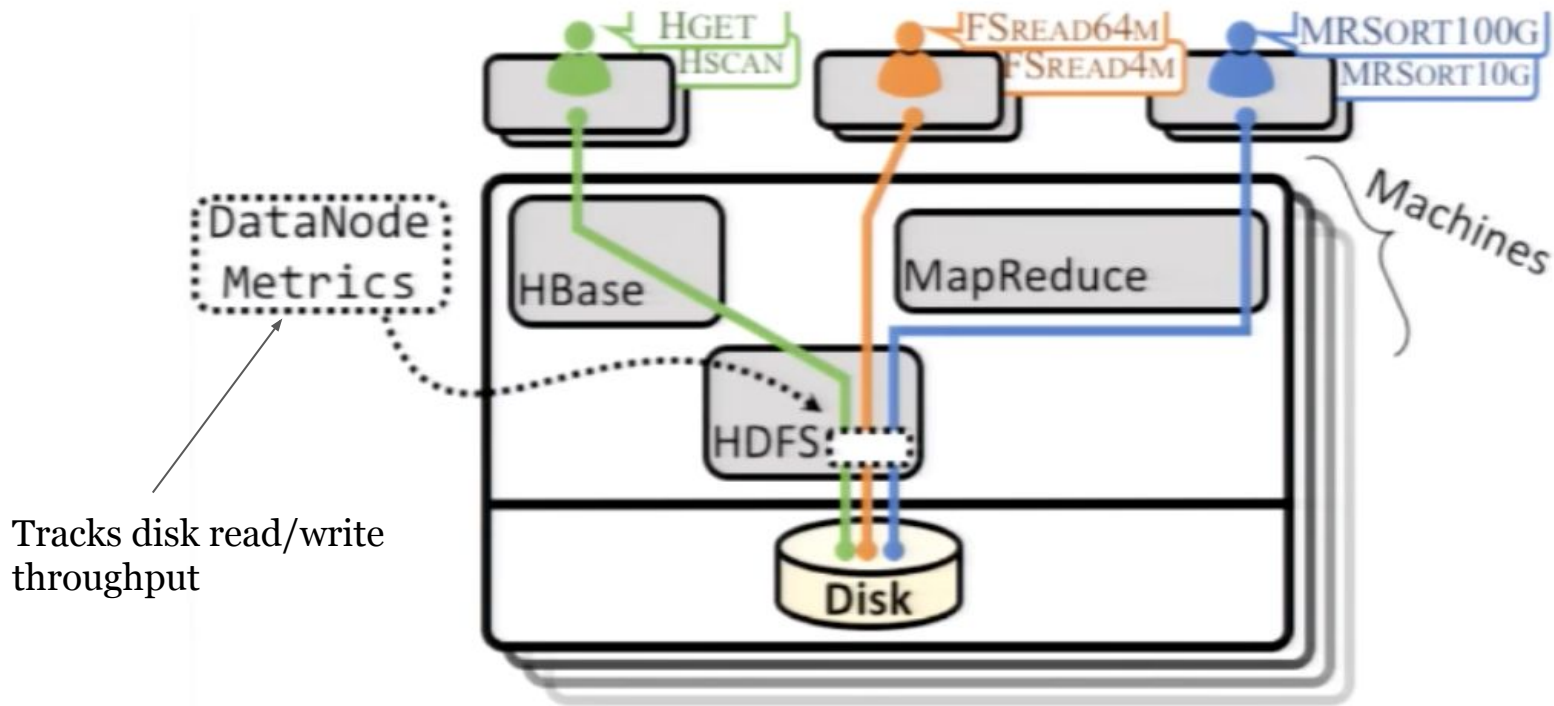 HGET
HSCAN
FSREAD64M
FSREAD4M
MRSORT100G
MRSORT10G
Machines
DataNode
Metrics
HBase
MapReduce
HDFS
Tracks disk read/write
throughput
Disk